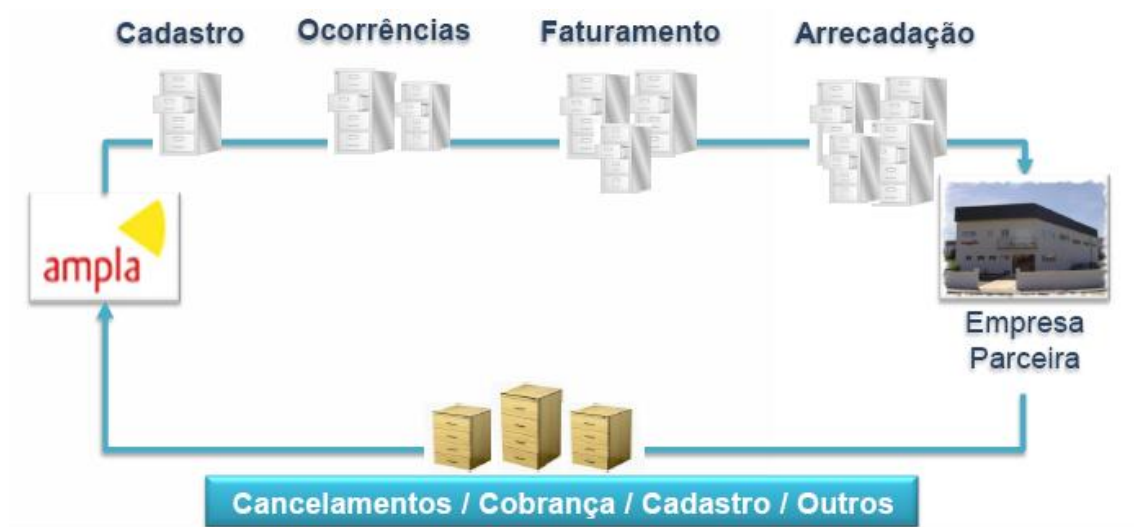 Cadastro
Ocorrências
Faturamento
Arrecadação
ampla
Empresa
Parceira
Cancelamentos / Cobrança / Cadastro / Outros